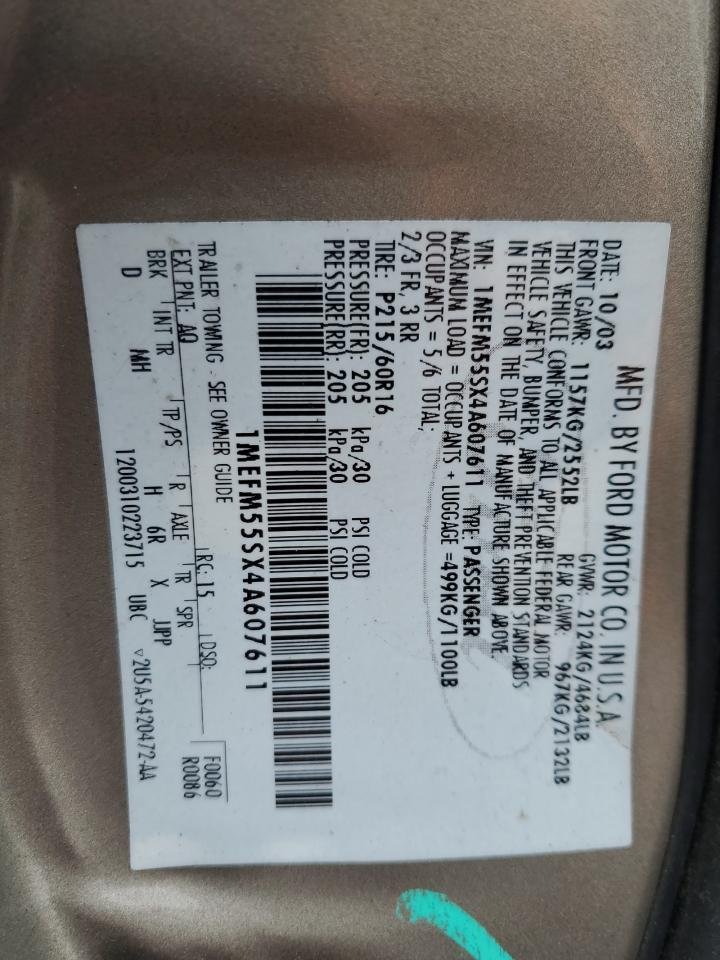 MFD. BY FORD MOTOR CO. IN U.S.A.
DATE: 10/03 GVWR: 2124KG/4684LB
FRONT GAWR: 1157KG/2552LB REAR GAWR: 967KG/2132LB
THIS VEHICLE CONFORMS TO ALL APPLICABLE FEDERAL MOTOR
VEHICLE SAFETY, BUMPER, AND THEFT PREVENTION STANDARDS
IN EFFECT ON THE DATE OF MANUFACTURE SHOWN ABOVE.
VIN: 1MEFM55SX4A607611 TYPE: PASSENGER
MAXIMUM LOAD = OCCUPANTS + LUGGAGE =499KG/1100LB
OCCUPANTS = 5/6 TOTAL;
2/3 FR, 3 RR
TIRE: P215/60R16
PRESSURE(FR): 205 kPa/30 PSI COLD
PRESSURE(RR): 205 kPa/30 PSI COLD
1MEFM55SX4A607611
TRAILER TOWING - SEE OWNER GUIDE
EXT PNT: AQ RC: 15 DSO: F0060
BRK INT TR TP/PS R AXLE TR SPR R0086
D MH H 6R X JJPP
1200310223715 UBC ▽2U5A-5420472-AA